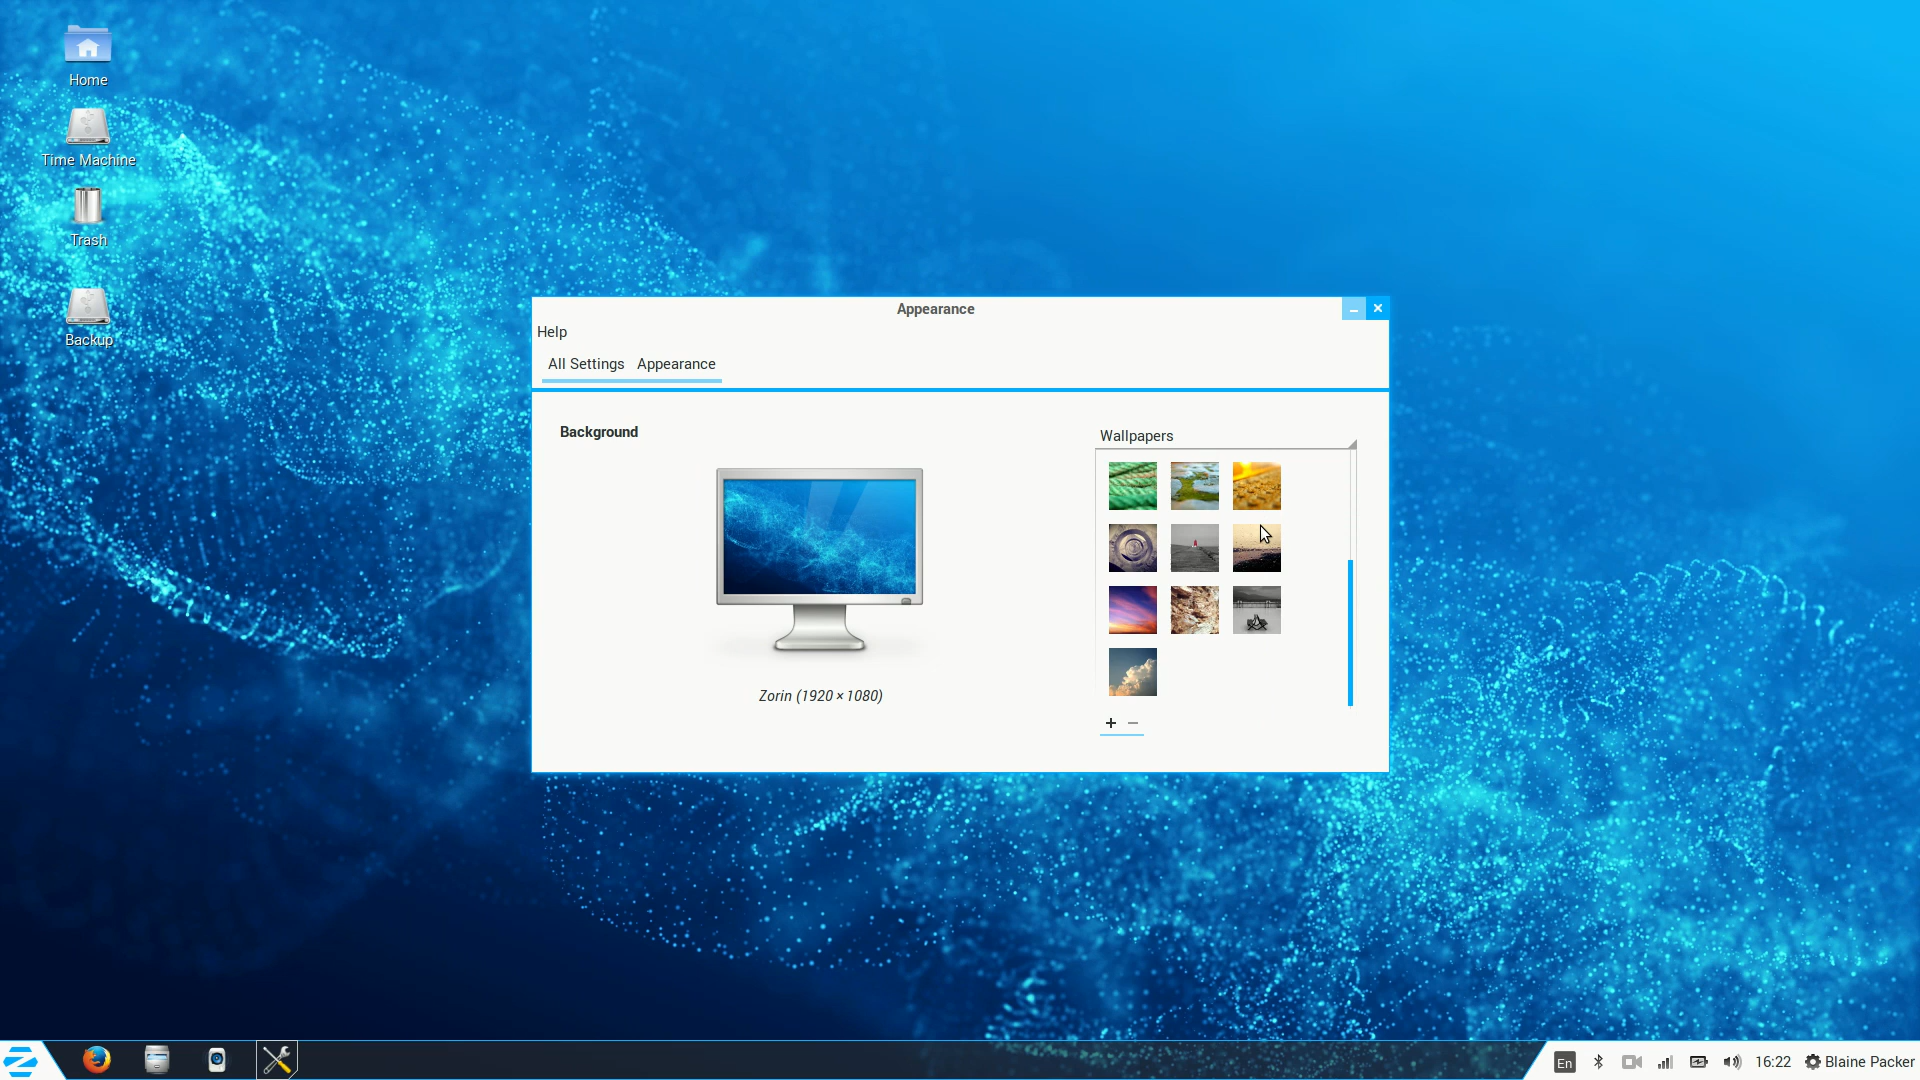 Home
Time Machine
Trash
Backup
Appearance
Help
All Settings Appearance
Background
Wallpapers
Zorin (1920 × 1080)
En
16:22
Blaine Packer